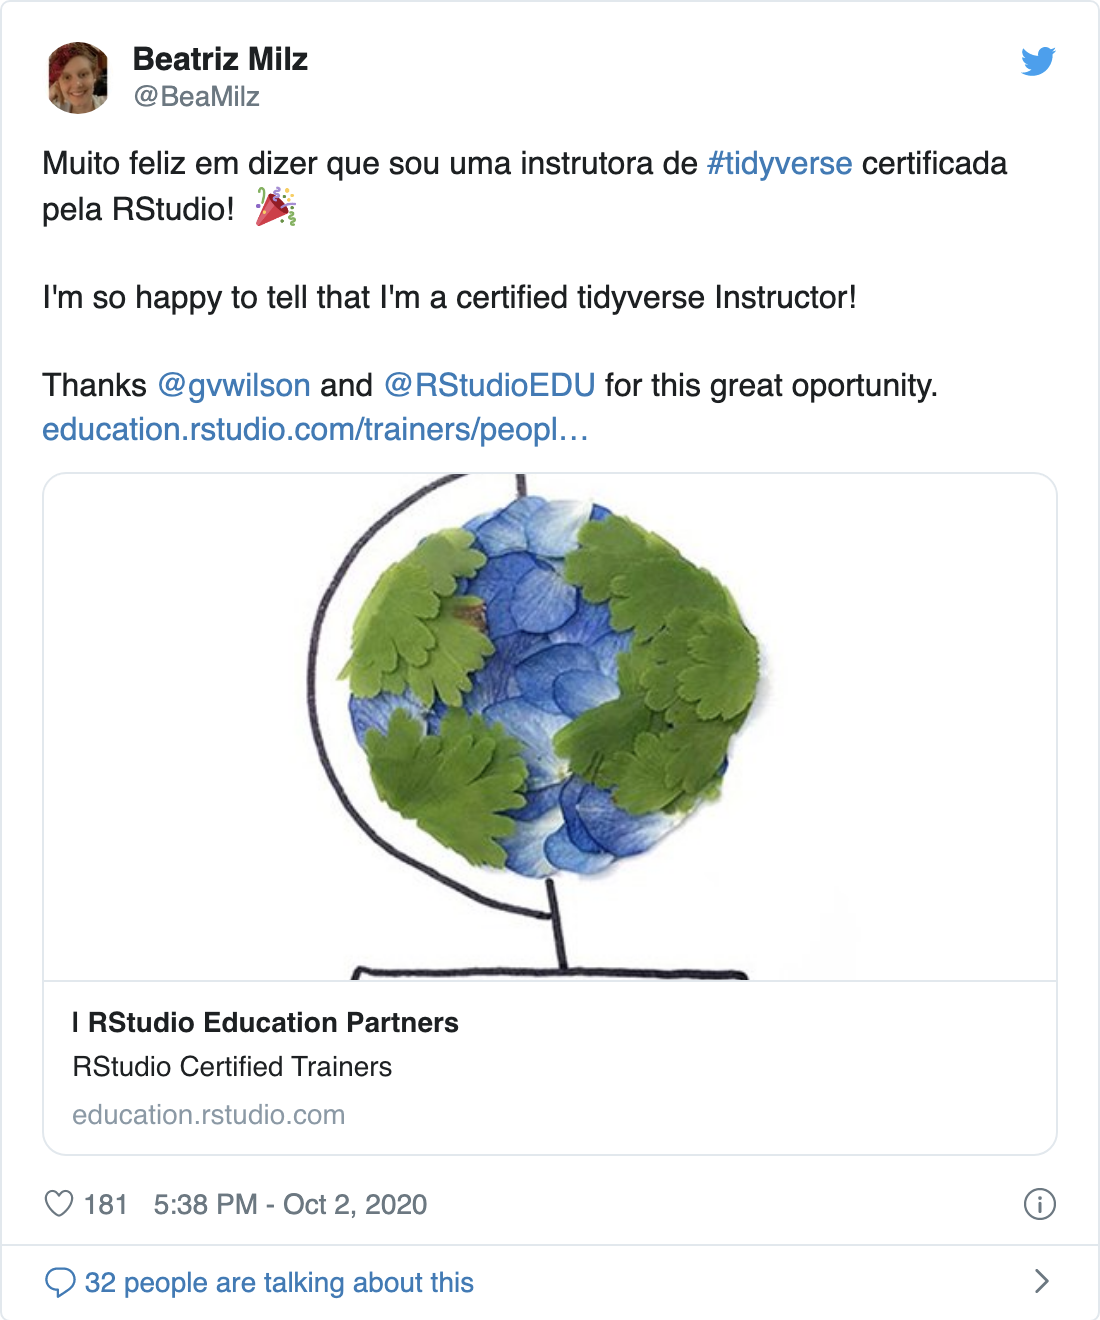 Beatriz Milz
@BeaMilz
Muito feliz em dizer que sou uma instrutora de #tidyverse certificada
pela RStudio! 🎉
I'm so happy to tell that I'm a certified tidyverse Instructor!
Thanks @gvwilson and @RStudioEDU for this great oportunity.
education.rstudio.com/trainers/peopl…
| RStudio Education Partners
RStudio Certified Trainers
education.rstudio.com
181 5:38 PM - Oct 2, 2020
32 people are talking about this